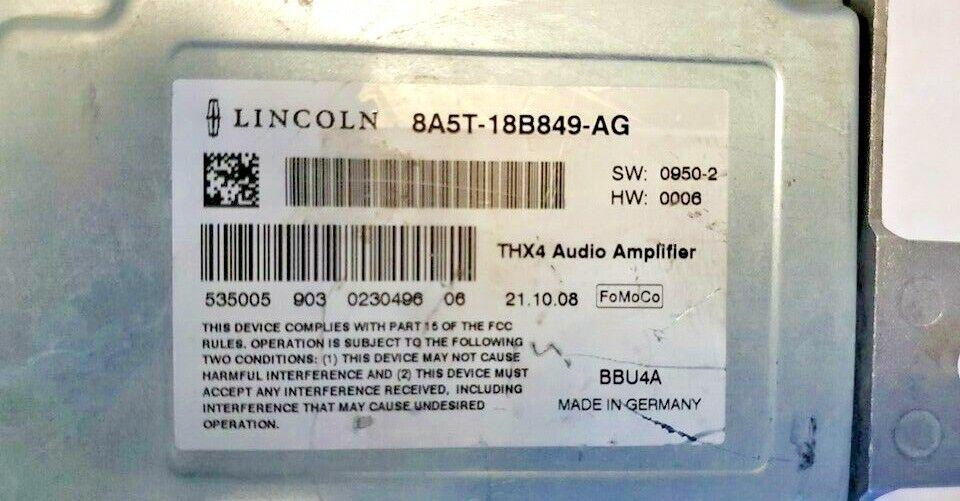 LINCOLN 8A5T-18B849-AG
SW: 0950-2
HW: 0006
THX4 Audio Amplifier
535005 903 0230496 06 21.10.08 FoMoCo
THIS DEVICE COMPLIES WITH PART 15 OF THE FCC
RULES. OPERATION IS SUBJECT TO THE FOLLOWING
TWO CONDITIONS: (1) THIS DEVICE MAY NOT CAUSE
HARMFUL INTERFERENCE AND (2) THIS DEVICE MUST
ACCEPT ANY INTERFERENCE RECEIVED, INCLUDING
INTERFERENCE THAT MAY CAUSE UNDESIRED
OPERATION.
BBU4A
MADE IN GERMANY